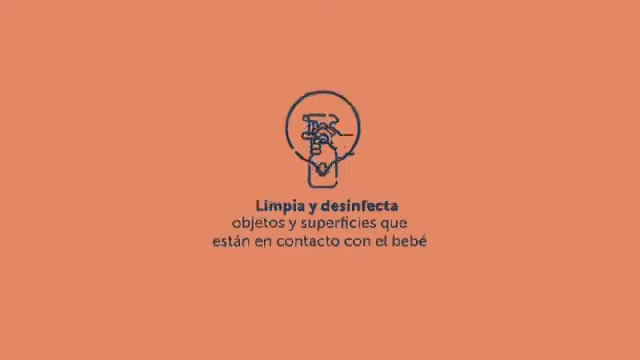 Limpia y desinfecta
objetos y superficies que
están en contacto con el bebé